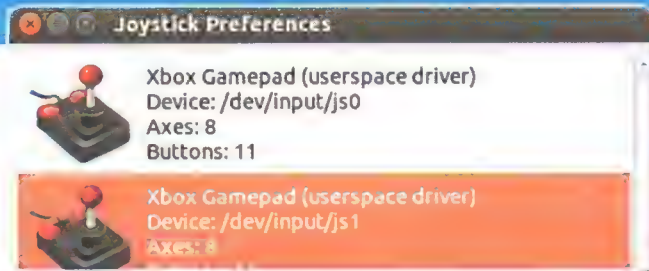 Joystick Preferences
Xbox Gamepad (userspace driver)
Device: /dev/input/js0
Axes: 8
Buttons: 11
Xbox Gamepad (userspace driver)
Device: /dev/input/js1
Axes: 8